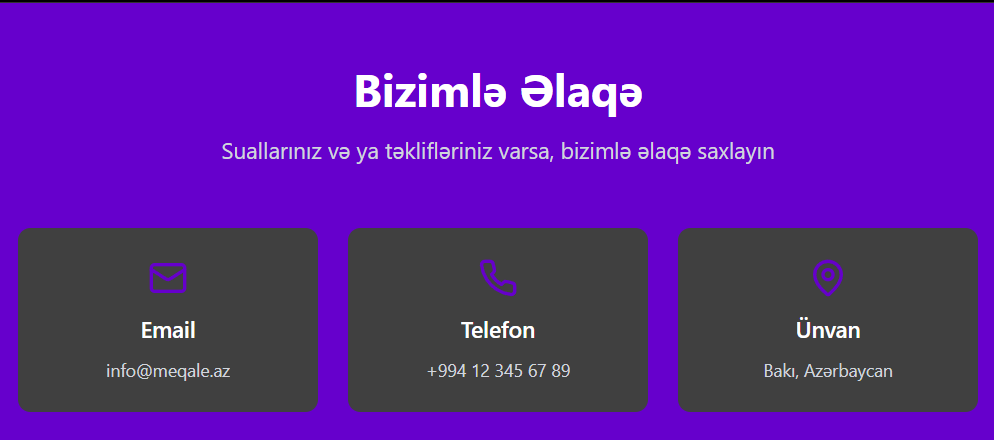 Bizimlə Əlaqə
Suallarınız və ya təklifləriniz varsa, bizimlə əlaqə saxlayın
Email
info@meqale.az
Telefon
+994 12 345 67 89
Ünvan
Bakı, Azərbaycan